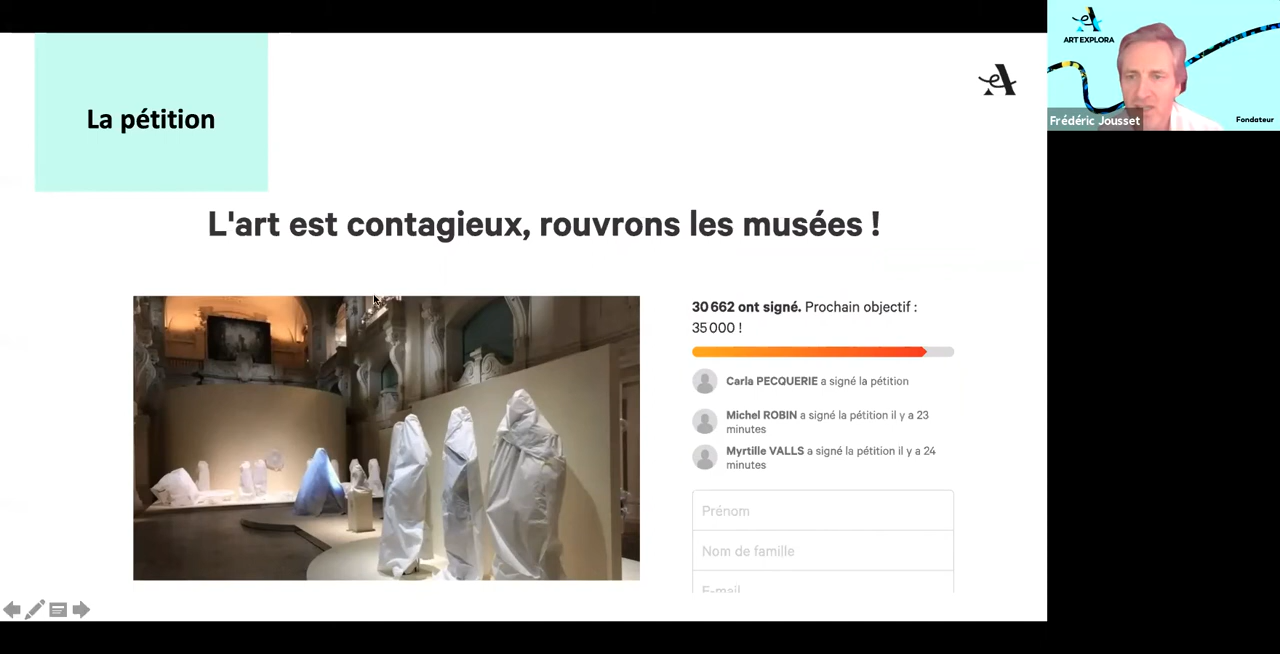 La pétition
L'art est contagieux, rouvrons les musées !
30 662 ont signé. Prochain objectif :
35 000 !
Carla PECQUERIE a signé la pétition
Michel ROBIN a signé la pétition il y a 23
minutes
Myrtille VALLS a signé la pétition il y a 24
minutes
Prénom
Nom de famille
E-mail
ART EXPLORA
Frédéric Jousset
Fondateur